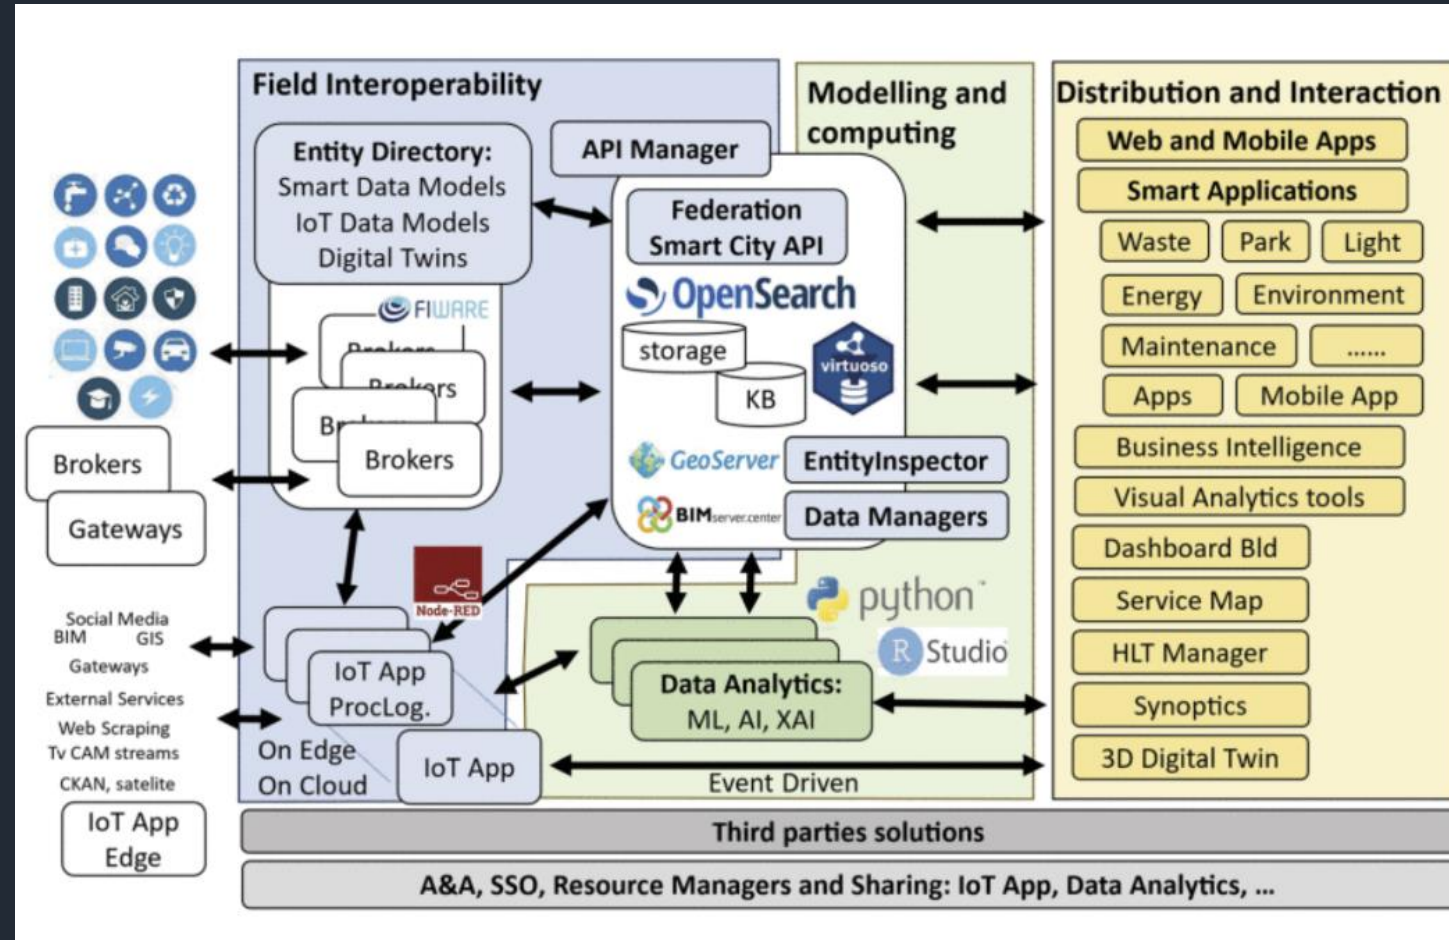 Field Interoperability
Entity Directory:
Smart Data Models
IoT Data Models
Digital Twins
FIWARE
Brokers
Brokers
Brokers
Brokers
Brokers
Gateways
Social Media
BIM GIS
Gateways
External Services
Web Scraping
Tv CAM streams
CKAN, satelite
IoT App
Edge
Node-RED
IoT App
ProcLog.
On Edge
On Cloud
IoT App
API Manager
Federation
Smart City API
OpenSearch
storage
KB
virtuoso
GeoServer
EntityInspector
BIMserver.center
Data Managers
Modelling and
computing
python
R Studio
Data Analytics:
ML, AI, XAI
Event Driven
Distribution and Interaction
Web and Mobile Apps
Smart Applications
Waste Park Light
Energy Environment
Maintenance ......
Apps Mobile App
Business Intelligence
Visual Analytics tools
Dashboard Bld
Service Map
HLT Manager
Synoptics
3D Digital Twin
Third parties solutions
A&A, SSO, Resource Managers and Sharing: IoT App, Data Analytics, ...